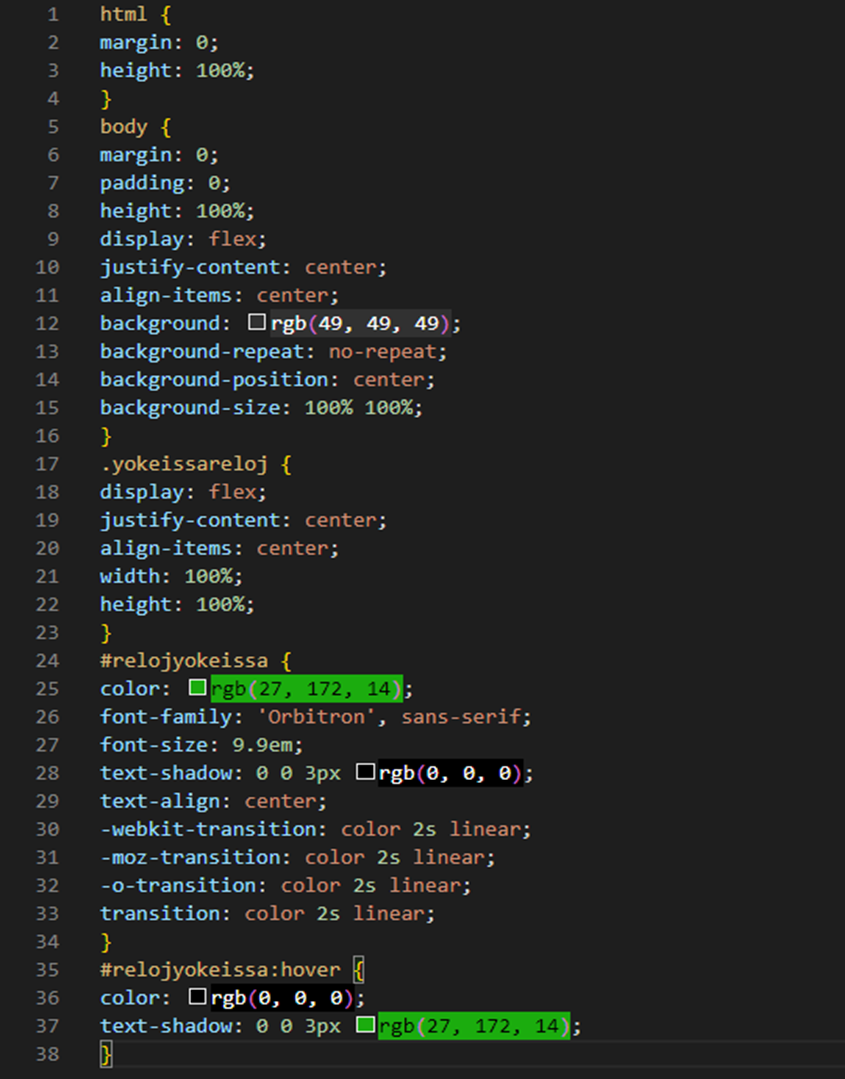 1 html {
2 margin: 0;
3 height: 100%;
4 }
5 body {
6 margin: 0;
7 padding: 0;
8 height: 100%;
9 display: flex;
10 justify-content: center;
11 align-items: center;
12 background: rgb(49, 49, 49);
13 background-repeat: no-repeat;
14 background-position: center;
15 background-size: 100% 100%;
16 }
17 .yokeissareloj {
18 display: flex;
19 justify-content: center;
20 align-items: center;
21 width: 100%;
22 height: 100%;
23 }
24 #relojyokeissa {
25 color: rgb(27, 172, 14);
26 font-family: 'Orbitron', sans-serif;
27 font-size: 9.9em;
28 text-shadow: 0 0 3px rgb(0, 0, 0);
29 text-align: center;
30 -webkit-transition: color 2s linear;
31 -moz-transition: color 2s linear;
32 -o-transition: color 2s linear;
33 transition: color 2s linear;
34 }
35 #relojyokeissa:hover {
36 color: rgb(0, 0, 0);
37 text-shadow: 0 0 3px rgb(27, 172, 14);
38 }